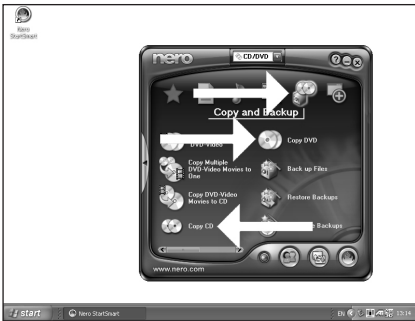 Nero
StartSmart
nero
CD/DVD
Copy and Backup
DVD-Video
Copy DVD
Copy Multiple
DVD-Video Movies to
One
Back up Files
Copy DVD-Video
Movies to CD
Restore Backups
Copy CD
Backups
www.nero.com
start
Nero StartSmart
EN
13:14